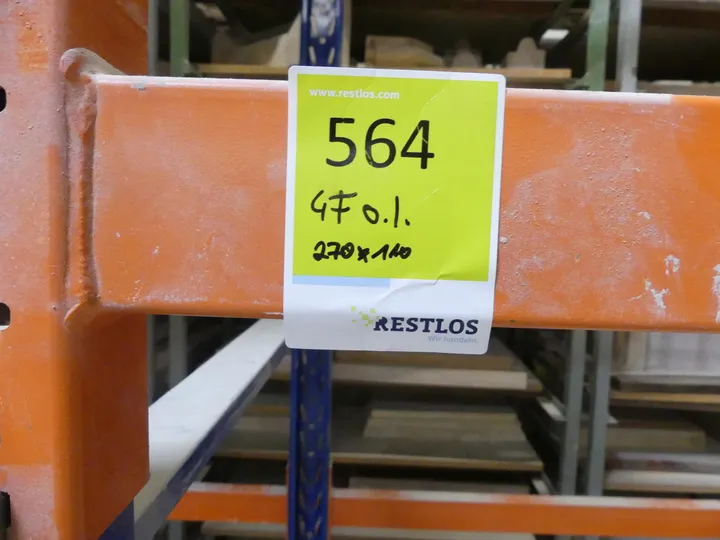 www.restlos.com
564
4F o.l.
270x110
RESTLOS
Wir handeln.